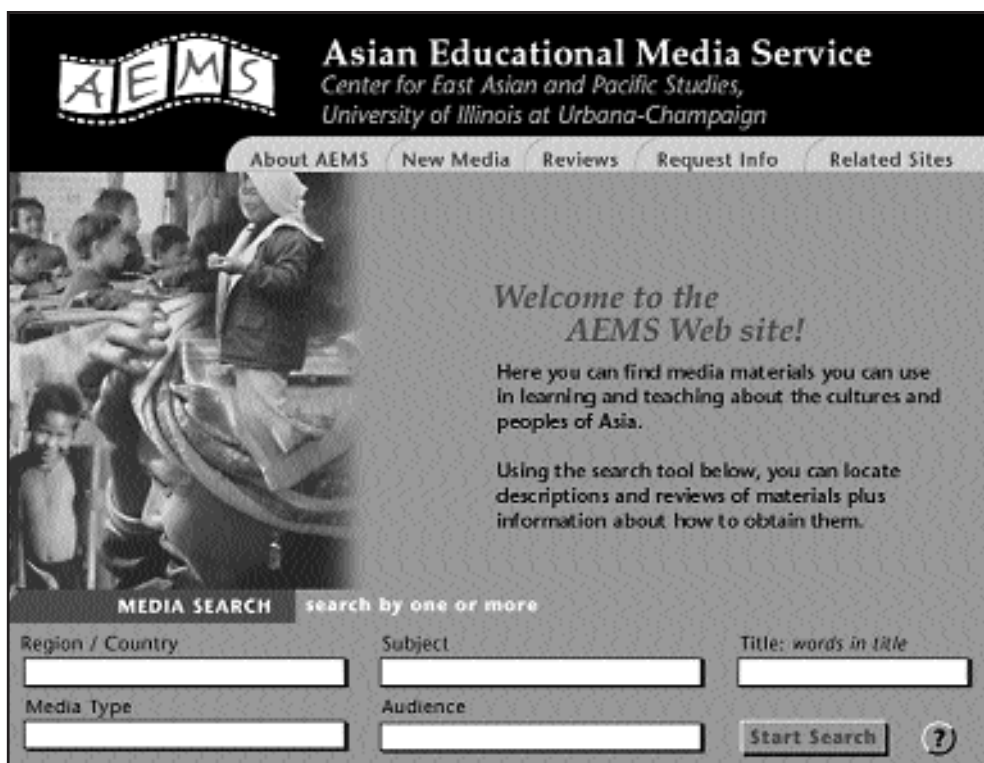 AEMS
Asian Educational Media Service
Center for East Asian and Pacific Studies,
University of Illinois at Urbana-Champaign
About AEMS New Media Reviews Request Info Related Sites
Welcome to the
AEMS Web site!
Here you can find media materials you can use
in learning and teaching about the cultures and
peoples of Asia.
Using the search tool below, you can locate
descriptions and reviews of materials plus
information about how to obtain them.
MEDIA SEARCH search by one or more
Region / Country Subject Title: words in title
Media Type Audience
Start Search ?